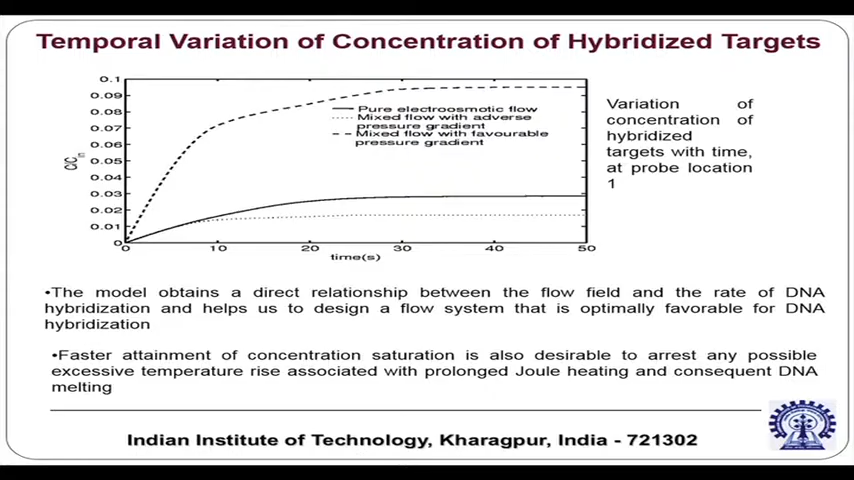 Temporal Variation of Concentration of Hybridized Targets
0.1
0.09
0.08
0.07
0.06
0.05
0.04
0.03
0.02
0.01
0
C/C in
Pure electroosmotic flow
Mixed flow with adverse
pressure gradient
Mixed flow with favourable
pressure gradient
0 10 20 30 40 50
time(s)
Variation of
concentration of
hybridized
targets with time,
at probe location
1
•The model obtains a direct relationship between the flow field and the rate of DNA
hybridization and helps us to design a flow system that is optimally favorable for DNA
hybridization
•Faster attainment of concentration saturation is also desirable to arrest any possible
excessive temperature rise associated with prolonged Joule heating and consequent DNA
melting
Indian Institute of Technology, Kharagpur, India - 721302